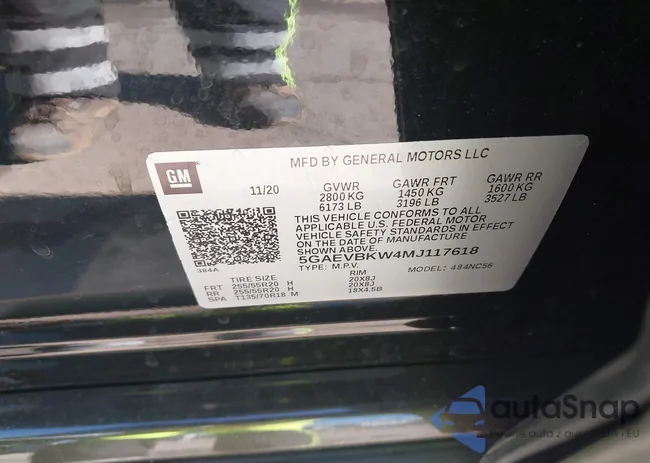 GM
MFD BY GENERAL MOTORS LLC
11/20 GVWR GAWR FRT GAWR RR
2800 KG 1450 KG 1600 KG
6173 LB 3196 LB 3527 LB
THIS VEHICLE CONFORMS TO ALL
APPLICABLE U.S. FEDERAL MOTOR
VEHICLE SAFETY STANDARDS IN EFFECT
ON THE DATE OF MANUFACTURE
SHOWN ABOVE.
384A
5GAEVBKW4MJ117618
TYPE: M.P.V. MODEL: 484NC56
TIRE SIZE RIM
FRT 255/55R20 H 20X8J
RR 255/55R20 H 20X8J
SPA T135/70R18 M 18X4.5B
autoSnap
auto z
EU